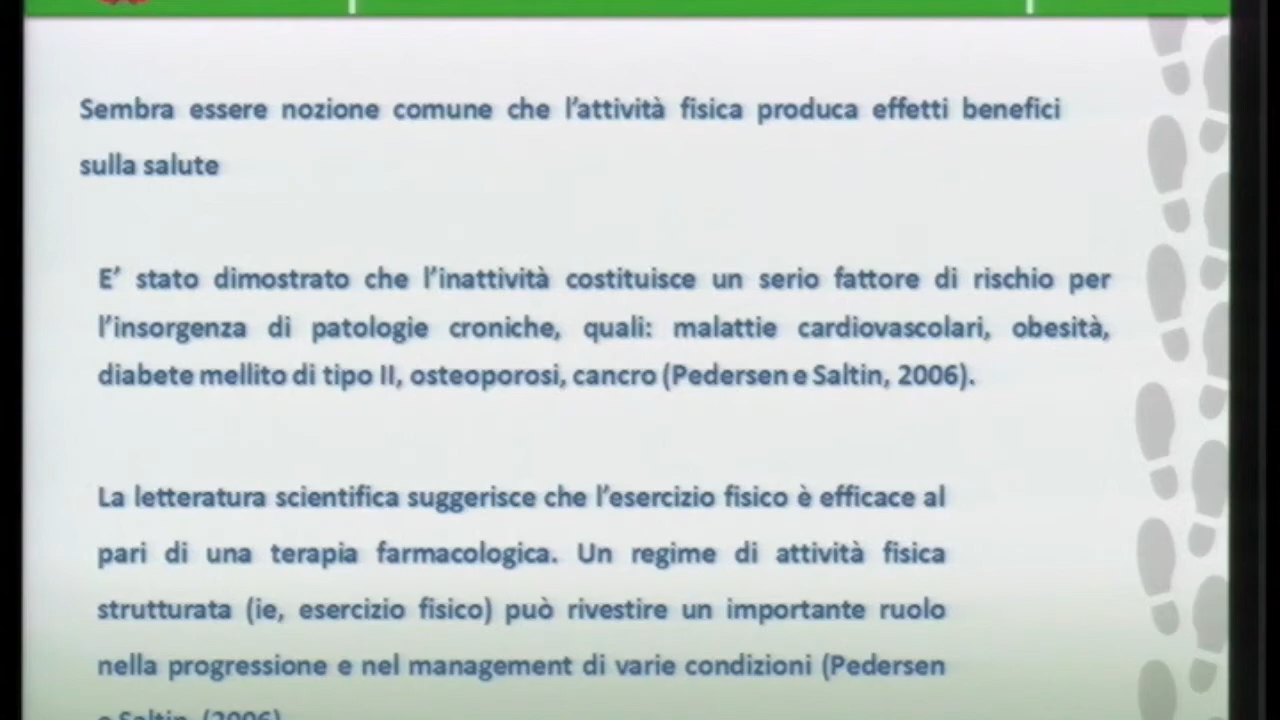 Sembra essere nozione comune che l'attività fisica produca effetti benefici
sulla salute
E' stato dimostrato che l'inattività costituisce un serio fattore di rischio per
l'insorgenza di patologie croniche, quali: malattie cardiovascolari, obesità,
diabete mellito di tipo II, osteoporosi, cancro (Pedersen e Saltin, 2006).
La letteratura scientifica suggerisce che l'esercizio fisico è efficace al
pari di una terapia farmacologica. Un regime di attività fisica
strutturata (ie, esercizio fisico) può rivestire un importante ruolo
nella progressione e nel management di varie condizioni (Pedersen
e Saltin, (2006)